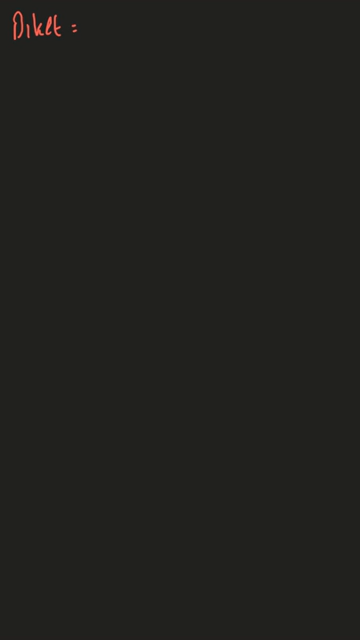 Diket =